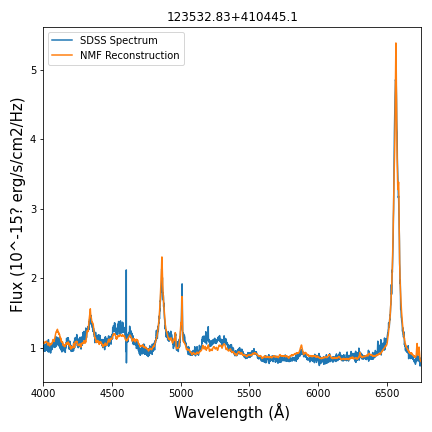 123532.83+410445.1
SDSS Spectrum
NMF Reconstruction
Flux (10^-15? erg/s/cm2/Hz)
5
4
3
2
1
4000 4500 5000 5500 6000 6500
Wavelength (Å)